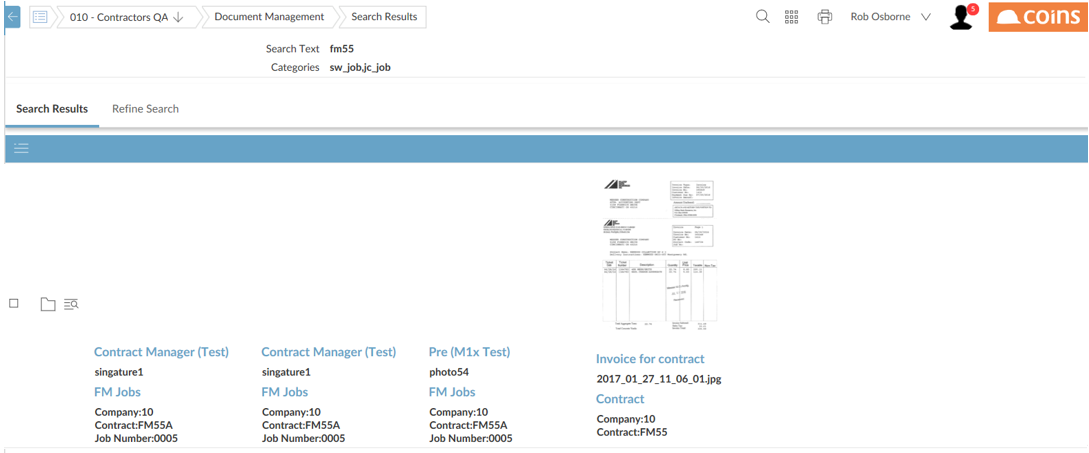 010 - Contractors QA
Document Management
Search Results
Rob Osborne
5
coins
Search Text fm55
Categories sw_job,jc_job
Search Results
Refine Search
Contract Manager (Test)
singature1
FM Jobs
Company:10
Contract:FM55A
Job Number:0005
Contract Manager (Test)
singature1
FM Jobs
Company:10
Contract:FM55A
Job Number:0005
Pre (M1x Test)
photo54
FM Jobs
Company:10
Contract:FM55A
Job Number:0005
Invoice for contract
2017_01_27_11_06_01.jpg
Contract
Company:10
Contract:FM55